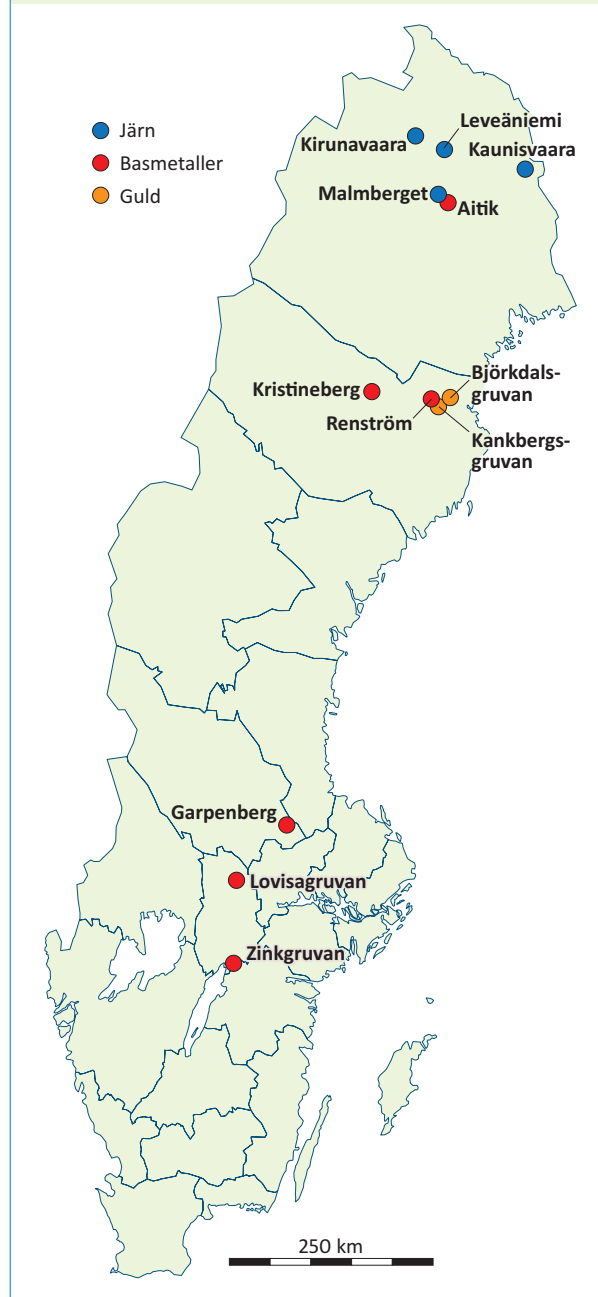 Järn
Basmetaller
Guld
Leveäniemi
Kirunavaara
Kaunisvaara
Malmberget
Aitik
Björkdals-
gruvan
Kristineberg
Renström
Kankbergs-
gruvan
Garpenberg
Lovisagruvan
Zinkgruvan
250 km